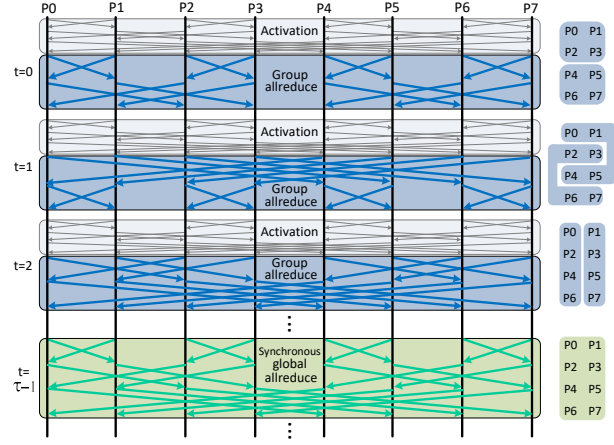 P0 P1 P2 P3 P4 P5 P6 P7
Activation
t=0
Group
allreduce
P0 P1
P2 P3
P4 P5
P6 P7
Activation
t=1
Group
allreduce
P0 P1
P2 P3
P4 P5
P6 P7
Activation
t=2
Group
allreduce
P0 P1
P2 P3
P4 P5
P6 P7
...
t=
τ-1
Synchronous
global
allreduce
P0 P1
P2 P3
P4 P5
P6 P7
...